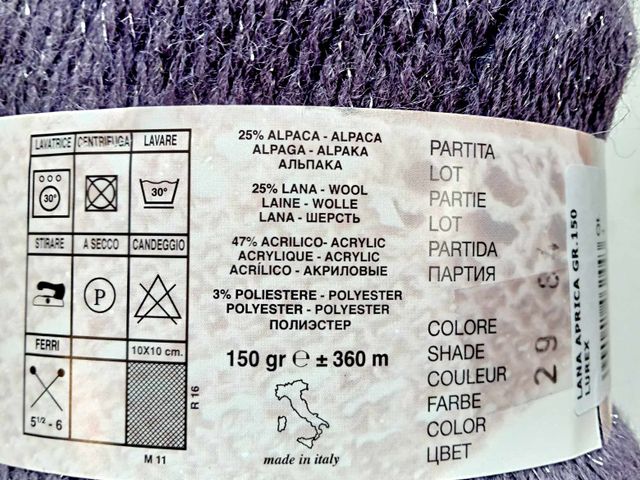 LAVATRICE CENTRIFUGA LAVARE
30° 30°
STIRARE A SECCO CANDEGGIO
P
FERRI 10X10 cm.
5 1/2 - 6
R 16
M 11
25% ALPACA - ALPACA
ALPAGA - ALPAKA
АЛЬПАКА
25% LANA - WOOL
LAINE - WOLLE
LANA - ШЕРСТЬ
47% ACRILICO- ACRYLIC
ACRYLIQUE - ACRYLIC
ACRÍLICO - АКРИЛОВЫЕ
3% POLIESTERE - POLYESTER
POLYESTER - POLYESTER
ПОЛИЭСТЕР
150 gr ℮ ± 360 m
made in italy
PARTITA
LOT
PARTIE
LOT
PARTIDA
ПАРТИЯ
COLORE
SHADE
COULEUR
FARBE
COLOR
ЦВЕТ
29
LANA APRICA GR.150
LUREX